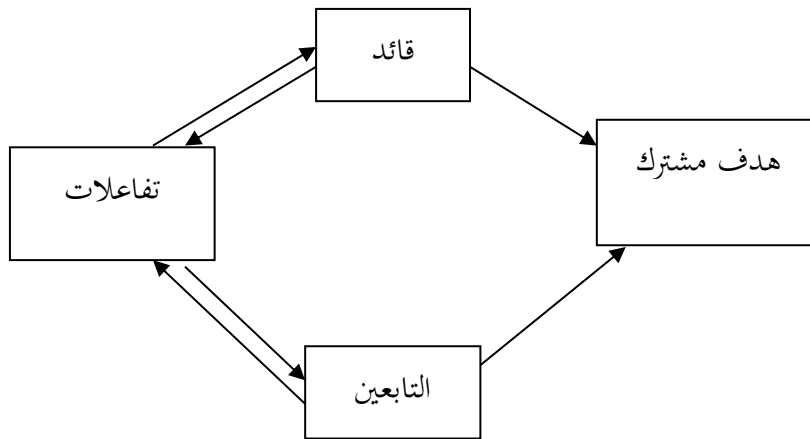 قائد
هدف مشترك
تفاعلات
التابعين